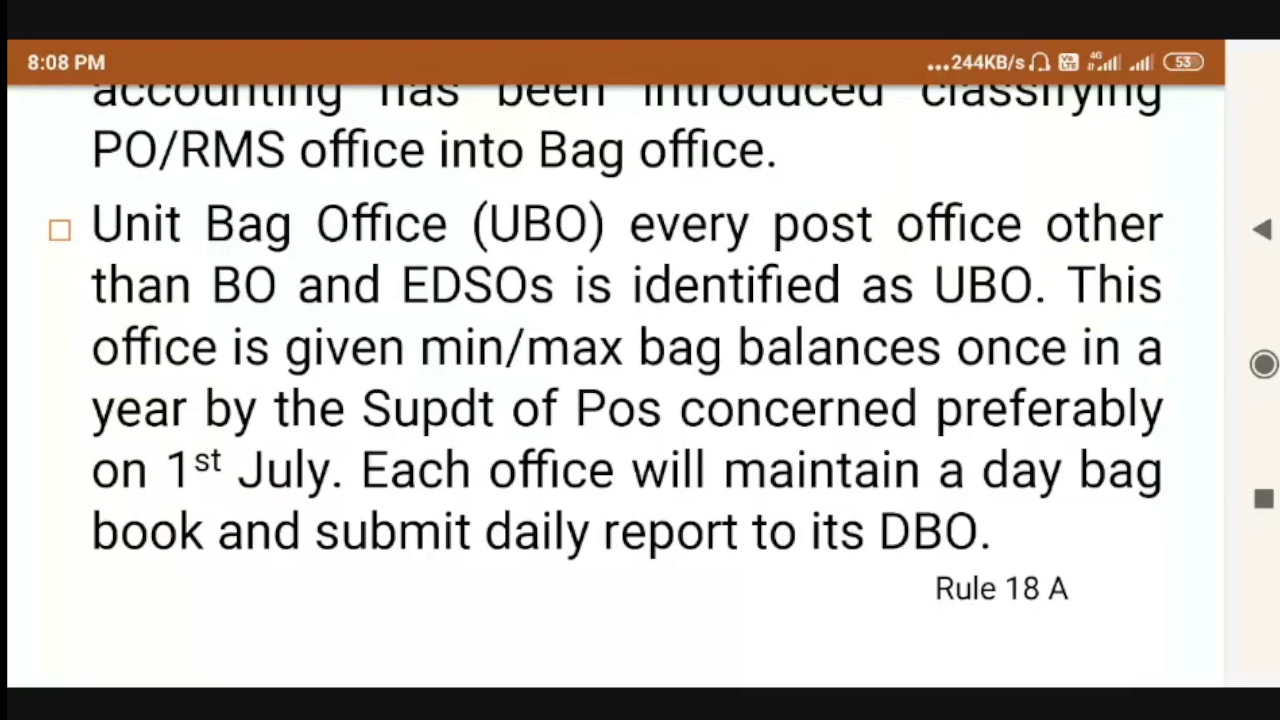 8:08 PM
...244KB/s 4G 53
accounting has been introduced classifying
PO/RMS office into Bag office.
Unit Bag Office (UBO) every post office other
than BO and EDSOs is identified as UBO. This
office is given min/max bag balances once in a
year by the Supdt of Pos concerned preferably
on 1st July. Each office will maintain a day bag
book and submit daily report to its DBO.
Rule 18 A